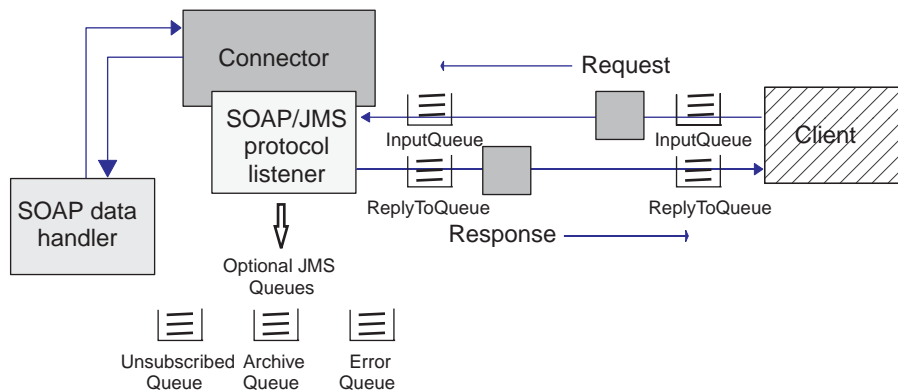 Connector
Request
SOAP/JMS
protocol
listener
InputQueue
InputQueue
Client
SOAP data
handler
ReplyToQueue
ReplyToQueue
Response
Optional JMS
Queues
Unsubscribed
Queue
Archive
Queue
Error
Queue